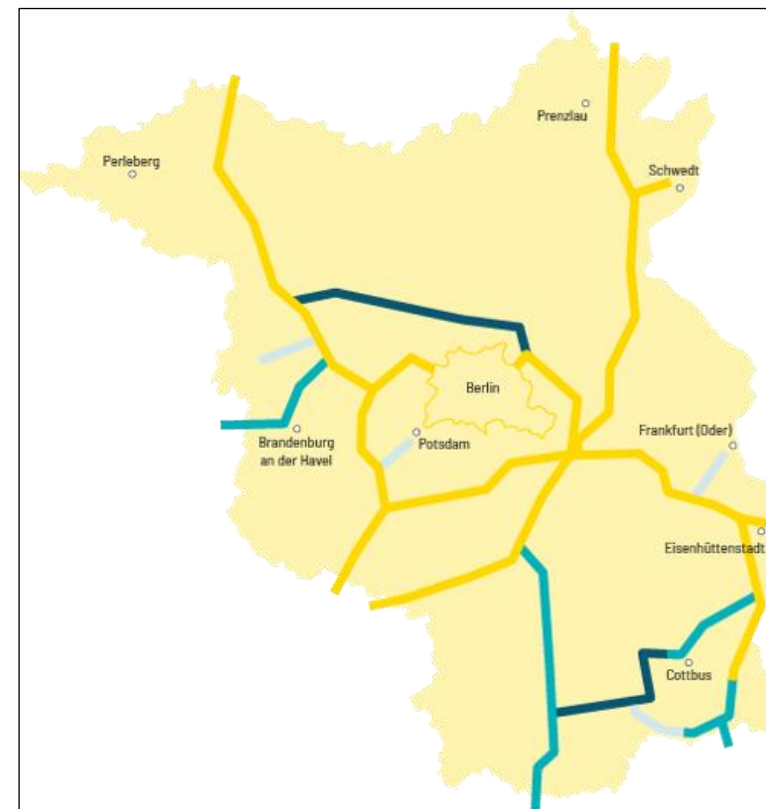 Prenzlau
Perleberg
Schwedt
Berlin
Brandenburg
an der Havel
Potsdam
Frankfurt (Oder)
Eisenhüttenstadt
Cottbus